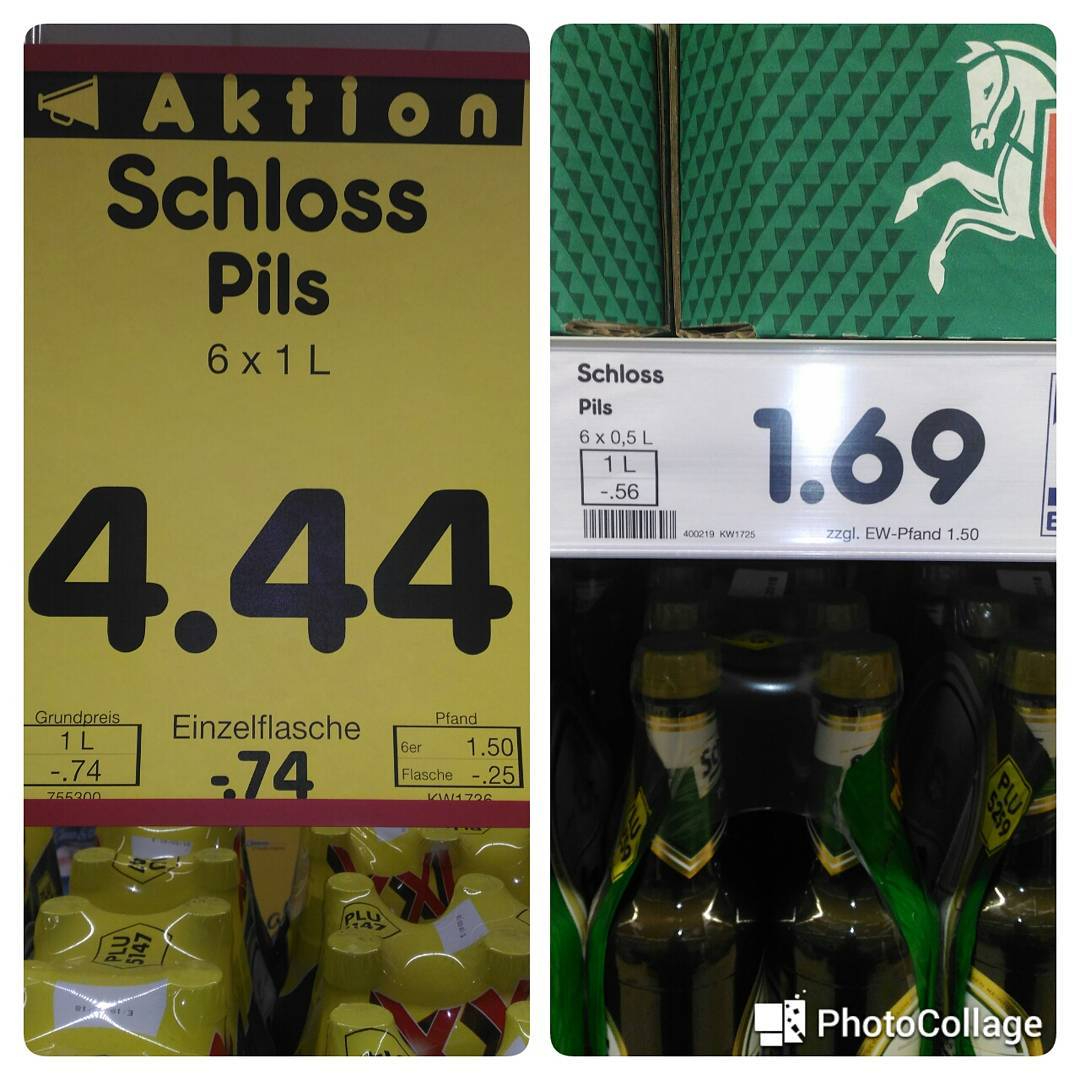 Aktion
Schloss
Pils
6 x 1 L
4.44
Grundpreis
1 L
-.74
755300
Einzelflasche
-.74
Pfand
6er 1.50
Flasche -.25
KW1726
PLU
5147
PLU
5147
Schloss
Pils
6 x 0,5 L
1 L
-.56
400219 KW1725
1.69
zzgl. EW-Pfand 1.50
PLU
5259
PhotoCollage